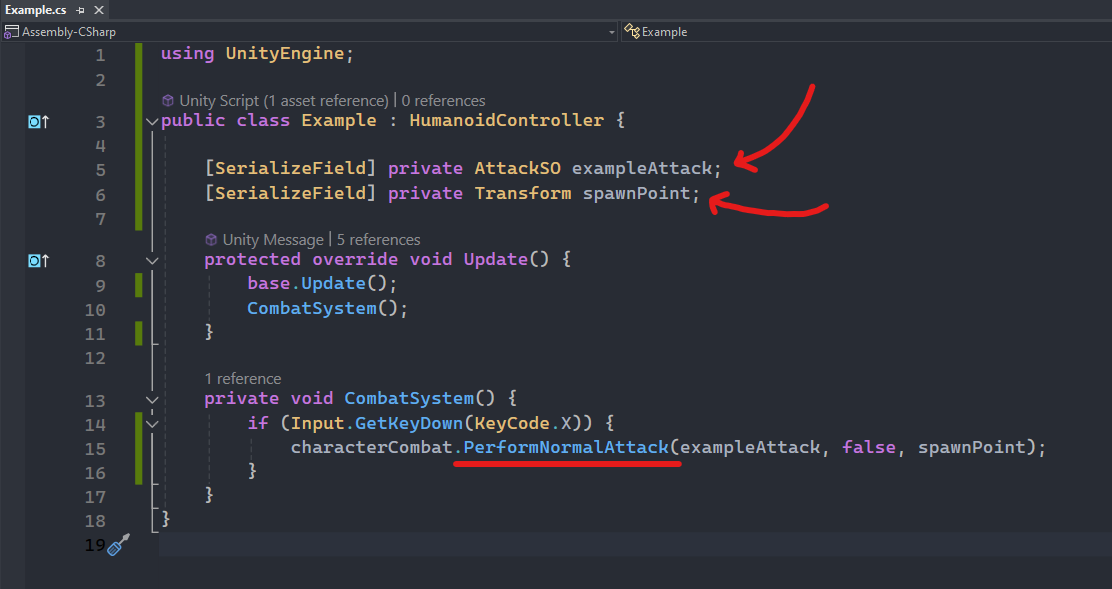 Example.cs
Assembly-CSharp
Example
1 using UnityEngine;
2
Unity Script (1 asset reference) | 0 references
3 public class Example : HumanoidController {
4
5 [SerializeField] private AttackSO exampleAttack;
6 [SerializeField] private Transform spawnPoint;
7
Unity Message | 5 references
8 protected override void Update() {
9 base.Update();
10 CombatSystem();
11 }
12
1 reference
13 private void CombatSystem() {
14 if (Input.GetKeyDown(KeyCode.X)) {
15 characterCombat.PerformNormalAttack(exampleAttack, false, spawnPoint);
16 }
17 }
18 }
19